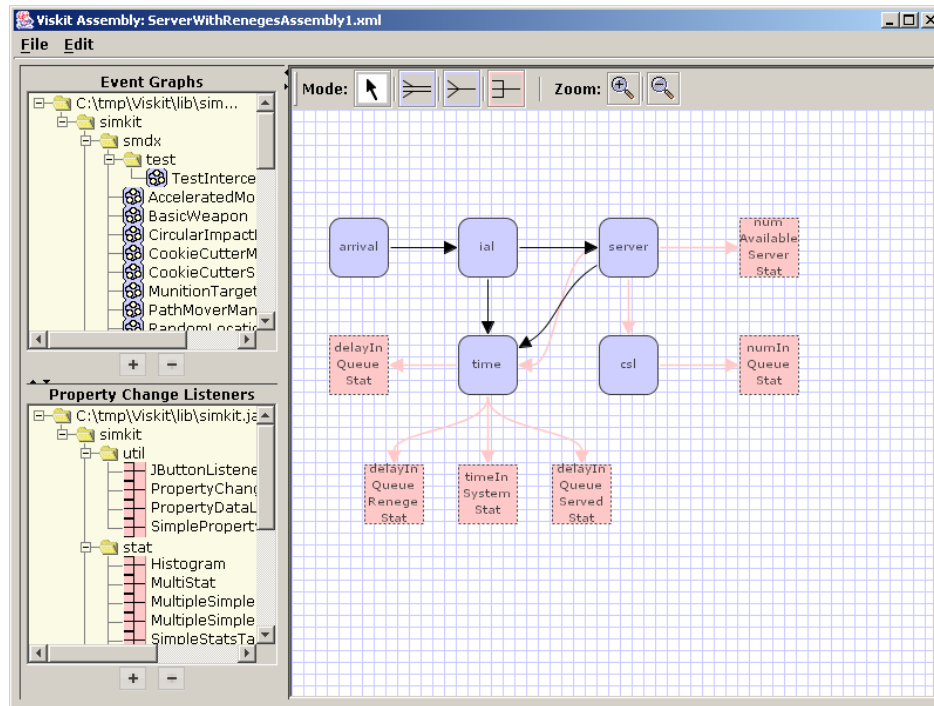 Viskit Assembly: ServerWithRenegesAssembly1.xml
File Edit
Event Graphs
C:\tmp\Viskit\lib\sim...
simkit
smdx
test
TestInterce
AcceleratedMo
BasicWeapon
CircularImpactI
CookieCutterM
CookieCutterS
MunitionTarget
PathMoverMan
RandomLocatio
Property Change Listeners
C:\tmp\Viskit\lib\simkit.ja
simkit
util
JButtonListene
PropertyChang
PropertyDataL
SimpleProperty
stat
Histogram
MultiStat
MultipleSimple
MultipleSimple
SimpleStatsTa
Mode: Zoom:
arrival
ial
server
num
Available
Server
Stat
delayIn
Queue
Stat
time
csl
numIn
Queue
Stat
delayIn
Queue
Renege
Stat
timeIn
System
Stat
delayIn
Queue
Served
Stat